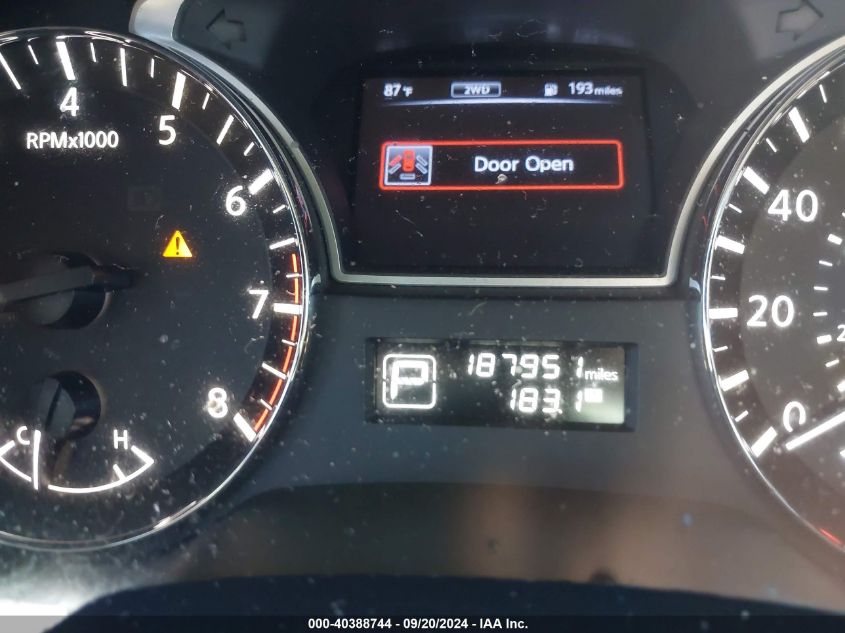 87°F 2WD 193 miles
Door Open
4
5
RPMx1000
6
7
8
C H
40
20
0
P 187951 miles
183.1
000-40388744 - 09/20/2024 - IAA Inc.